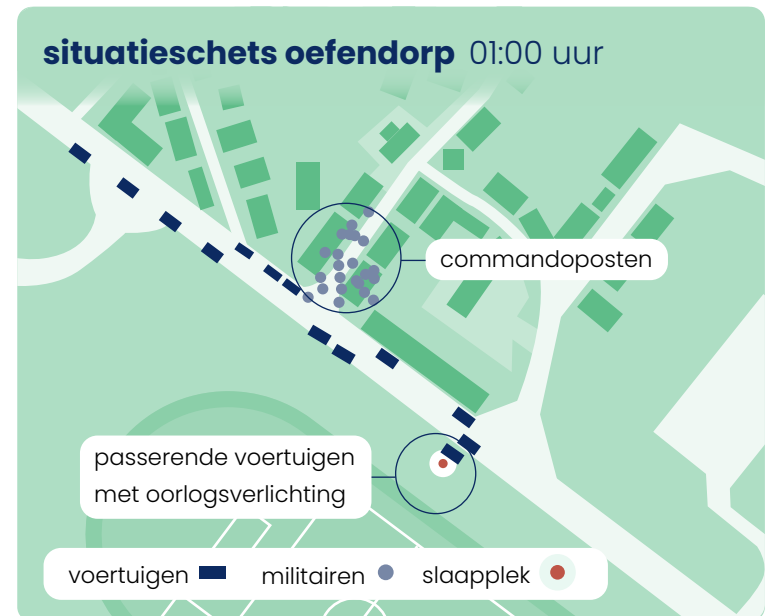 situatieschets oefendorp 01:00 uur
commandoposten
passerende voertuigen
met oorlogsverlichting
voertuigen militairen slaapplek